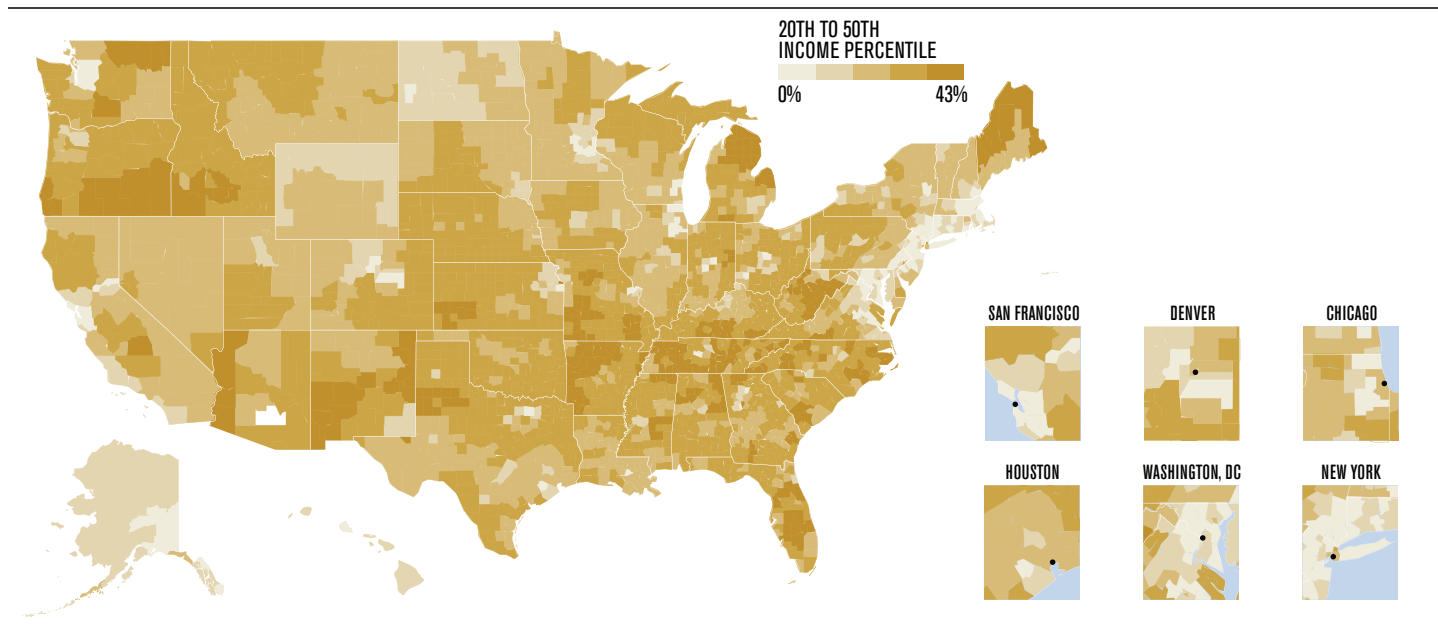 20TH TO 50TH
INCOME PERCENTILE
0% 43%
SAN FRANCISCO
DENVER
CHICAGO
HOUSTON
WASHINGTON, DC
NEW YORK